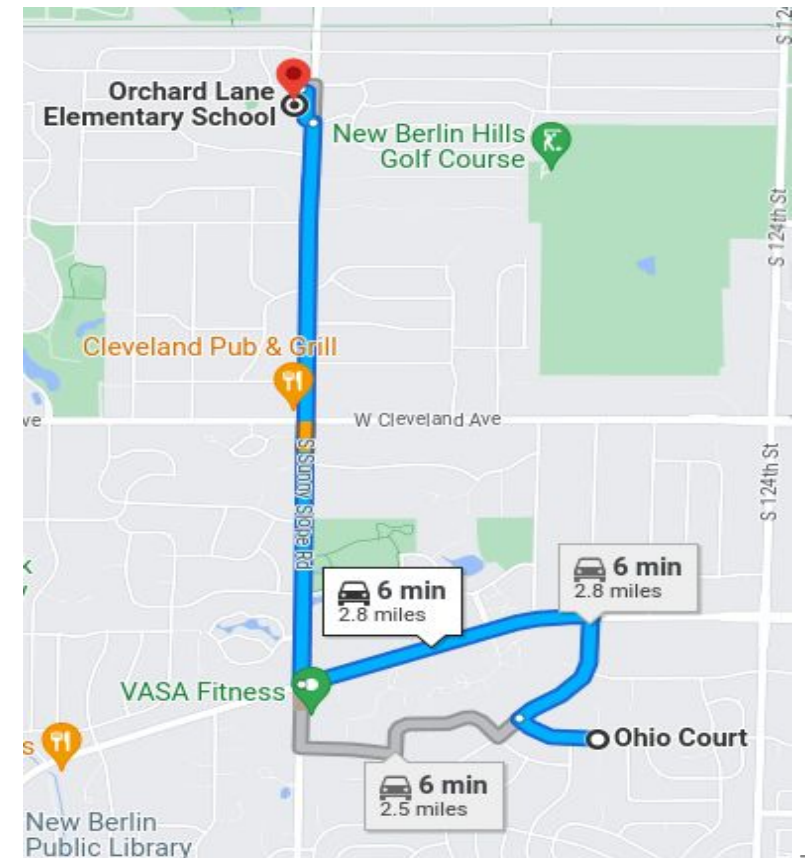 S 124
Orchard Lane
Elementary School
New Berlin Hills
Golf Course
S 124th St
Cleveland Pub & Grill
ve
W Cleveland Ave
S Sunny Slope Rd
S 124th St
k
6 min
2.8 miles
6 min
2.8 miles
VASA Fitness
Ohio Court
s
6 min
2.5 miles
New Berlin
Public Library